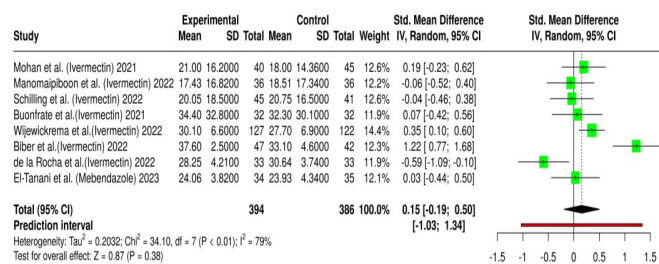 Experimental Control Std. Mean Difference Std. Mean Difference
Study Mean SD Total Mean SD Total Weight IV, Random, 95% CI IV, Random, 95% CI
Mohan et al. (Ivermectin) 2021 21.00 16.2000 40 18.00 14.3600 45 12.6% 0.19 [-0.23; 0.62]
Manomaipiboon et al. (Ivermectin) 2022 17.43 16.8200 36 18.51 17.3400 36 12.2% -0.06 [-0.52; 0.40]
Schilling et al. (Ivermectin) 2022 20.05 18.5000 45 20.75 16.5000 41 12.6% -0.04 [-0.46; 0.38]
Buonfrate et al. (Ivermectin) 2021 34.40 32.8000 32 32.30 30.1000 32 12.0% 0.07 [-0.42; 0.56]
Wijewickrema et al.(Ivermectin) 2022 30.10 6.6000 127 27.70 6.9000 122 14.3% 0.35 [0.10; 0.60]
Biber et al.(Ivermectin) 2022 37.60 2.5000 47 33.10 4.6000 42 12.2% 1.22 [0.77; 1.68]
de la Rocha et al.(Ivermectin) 2022 28.25 4.2100 33 30.64 3.7400 33 11.9% -0.59 [-1.09; -0.10]
El-Tanani et al. (Mebendazole) 2023 24.06 3.8200 34 23.93 4.3400 35 12.2% 0.03 [-0.44; 0.50]
Total (95% CI) 394 386 100.0% 0.15 [-0.19; 0.50]
Prediction interval [-1.03; 1.34]
Heterogeneity: Tau² = 0.2032; Chi² = 34.10, df = 7 (P < 0.01); I² = 79%
Test for overall effect: Z = 0.87 (P = 0.38)
-1.5 -1 -0.5 0 0.5 1 1.5